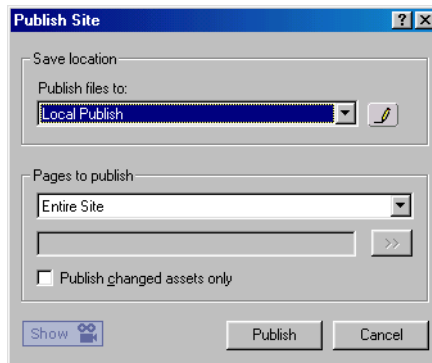 Publish Site
Save location
Publish files to:
Local Publish
Pages to publish
Entire Site
>>
Publish changed assets only
Show
Publish
Cancel